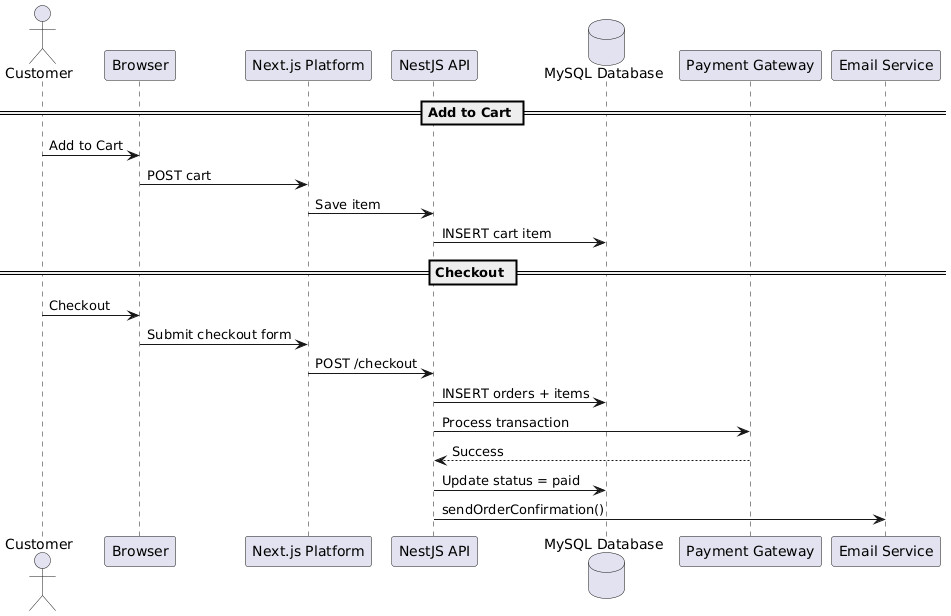 Customer
Browser
Next.js Platform
NestJS API
MySQL Database
Payment Gateway
Email Service
Add to Cart
Add to Cart
POST cart
Save item
INSERT cart item
Checkout
Checkout
Submit checkout form
POST /checkout
INSERT orders + items
Process transaction
Success
Update status = paid
sendOrderConfirmation()
Customer
Browser
Next.js Platform
NestJS API
MySQL Database
Payment Gateway
Email Service